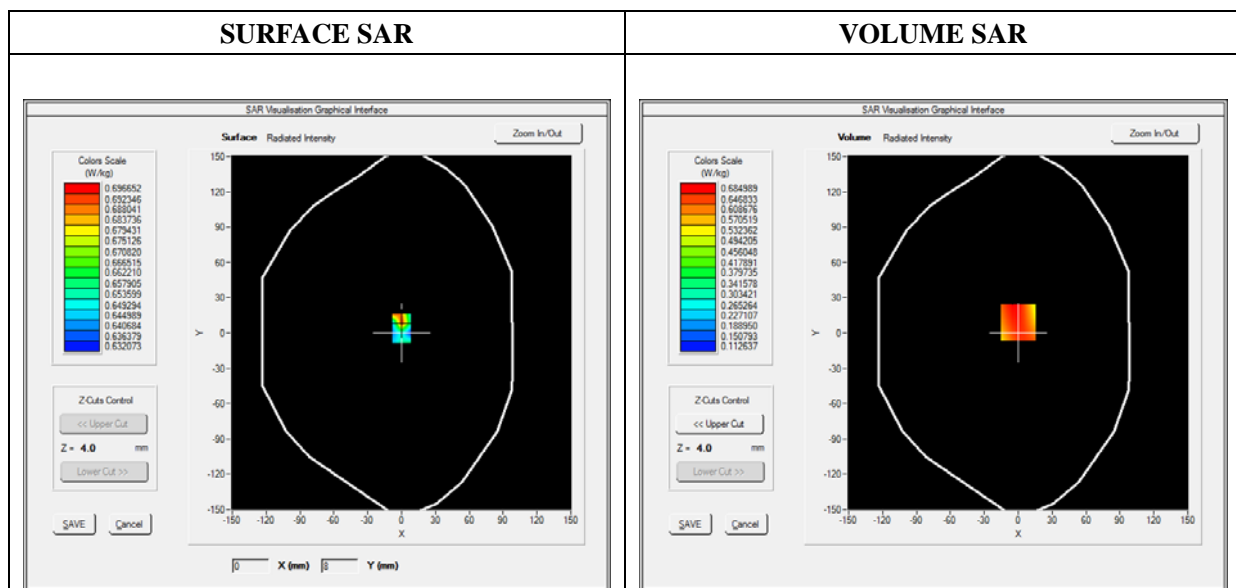 SURFACE SAR
VOLUME SAR
SAR Visualisation Graphical Interface
Surface Radiated Intensity
Zoom In/Out
Colors Scale
(W/kg)
0.696652
0.692346
0.688041
0.683736
0.679431
0.675126
0.670820
0.666515
0.662210
0.657905
0.653599
0.649294
0.644989
0.640684
0.636379
0.632073
Z-Cuts Control
<< Upper Cut
Z = 4.0 mm
Lower Cut >>
SAVE Cancel
150
120
90
60
30
0
-30
-60
-90
-120
-150
Y
-150 -120 -90 -60 -30 0 30 60 90 120 150
X
0 X (mm) 8 Y (mm)
SAR Visualisation Graphical Interface
Volume Radiated Intensity
Zoom In/Out
Colors Scale
(W/kg)
0.684989
0.646833
0.608676
0.570519
0.532362
0.494205
0.456048
0.417891
0.379735
0.341578
0.303421
0.265264
0.227107
0.188950
0.150793
0.112637
Z-Cuts Control
<< Upper Cut
Z = 4.0 mm
Lower Cut >>
SAVE Cancel
150
120
90
60
30
0
-30
-60
-90
-120
-150
Y
-150 -120 -90 -60 -30 0 30 60 90 120 150
X